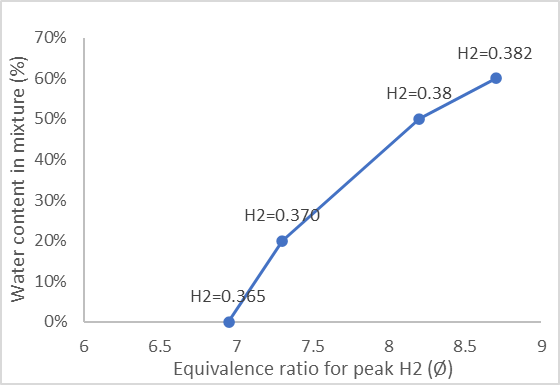 70%
H2=0.382
60%
H2=0.38
50%
40%
30%
H2=0.370
20%
10%
H2=0.365
0%
6 6.5 7 7.5 8 8.5 9
Equivalence ratio for peak H2 (Ø)
Water content in mixture (%)